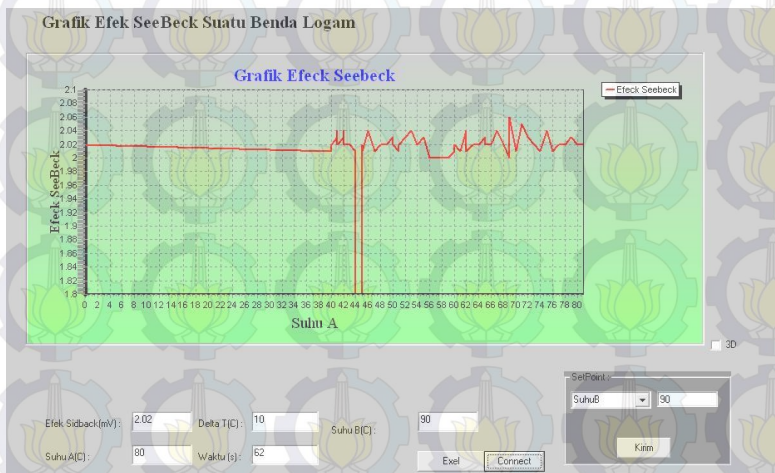 Grafik Efek SeeBeck Suatu Benda Logam
Grafik Efeck Seebeck
Efeck Seebeck
2.1
2.08
2.06
2.04
2.02
2
1.98
1.96
1.94
1.92
1.9
1.88
1.86
1.84
1.82
1.8
Efeck SeeBeck
0 2 4 6 8 10 12 14 16 18 20 22 24 26 28 30 32 34 36 38 40 42 44 46 48 50 52 54 56 58 60 62 64 66 68 70 72 74 76 78 80
Suhu A
3D
SetPoint :
SuhuB 90
Kirim
Efek Sidback(mV) : 2.02 Delta T(C) : 10 Suhu B(C) : 90
Suhu A(C) : 80 Waktu (s) : 62
Exel Connect